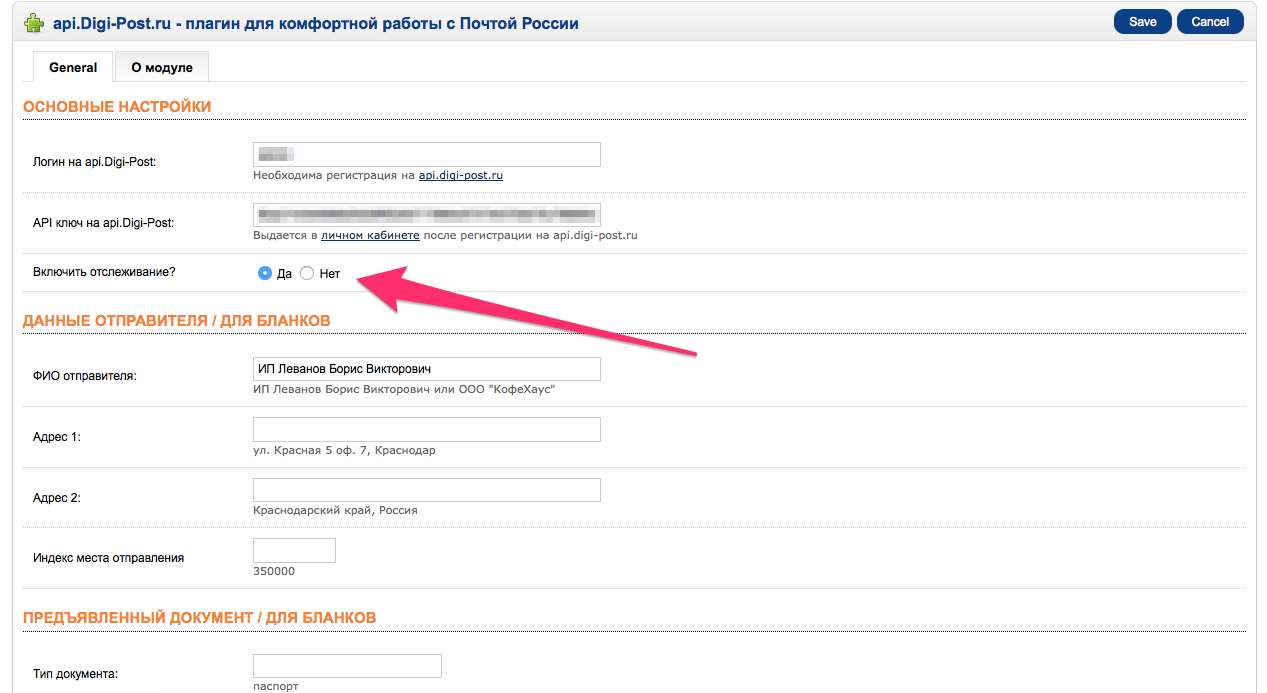 api.Digi-Post.ru - плагин для комфортной работы с Почтой России
Save
Cancel
General
О модуле
ОСНОВНЫЕ НАСТРОЙКИ
Логин на api.Digi-Post:
Необходима регистрация на api.digi-post.ru
API ключ на api.Digi-Post:
Выдается в личном кабинете после регистрации на api.digi-post.ru
Включить отслеживание?
Да
Нет
ДАННЫЕ ОТПРАВИТЕЛЯ / ДЛЯ БЛАНКОВ
ФИО отправителя:
ИП Леванов Борис Викторович
ИП Леванов Борис Викторович или ООО "КофеХаус"
Адрес 1:
ул. Красная 5 оф. 7, Краснодар
Адрес 2:
Краснодарский край, Россия
Индекс места отправления
350000
ПРЕДЪЯВЛЕННЫЙ ДОКУМЕНТ / ДЛЯ БЛАНКОВ
Тип документа:
паспорт